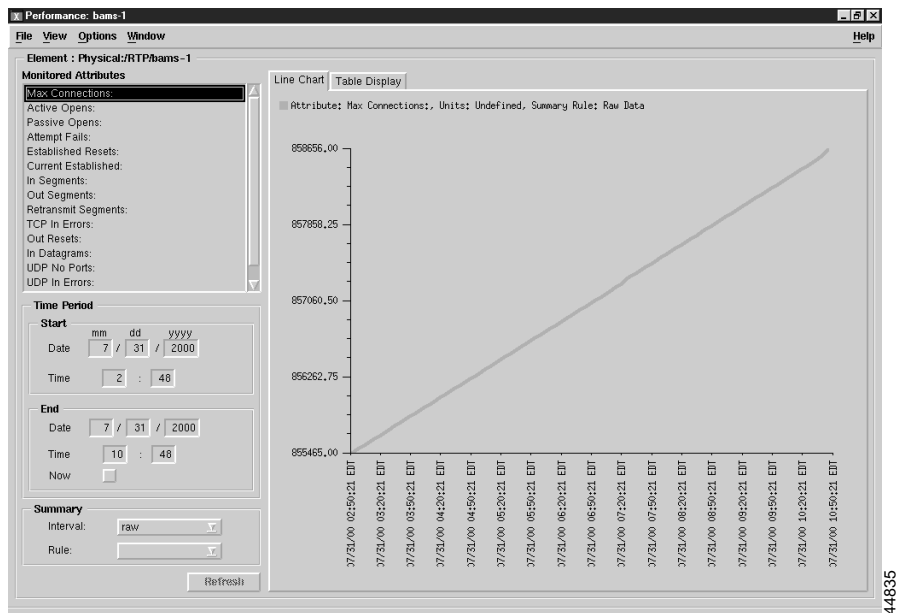 X Performance: bams-1
File View Options Window Help
Element : Physical:/RTP/bams-1
Monitored Attributes
Max Connections:
Active Opens:
Passive Opens:
Attempt Fails:
Established Resets:
Current Established:
In Segments:
Out Segments:
Retransmit Segments:
TCP In Errors:
Out Resets:
In Datagrams:
UDP No Ports:
UDP In Errors:
Time Period
Start
mm dd yyyy
Date 7 / 31 / 2000
Time 2 : 48
End
Date 7 / 31 / 2000
Time 10 : 48
Now
Summary
Interval: raw
Rule:
Refresh
Line Chart Table Display
Attribute: Max Connections:, Units: Undefined, Summary Rule: Raw Data
858656.00
857858.25
857060.50
856262.75
855465.00
07/31/00 02:50:21 EDT
07/31/00 03:20:21 EDT
07/31/00 03:50:21 EDT
07/31/00 04:20:21 EDT
07/31/00 04:50:21 EDT
07/31/00 05:20:21 EDT
07/31/00 05:50:21 EDT
07/31/00 06:20:21 EDT
07/31/00 06:50:21 EDT
07/31/00 07:20:21 EDT
07/31/00 07:50:21 EDT
07/31/00 08:20:21 EDT
07/31/00 08:50:21 EDT
07/31/00 09:20:21 EDT
07/31/00 09:50:21 EDT
07/31/00 10:20:21 EDT
07/31/00 10:50:21 EDT
44835